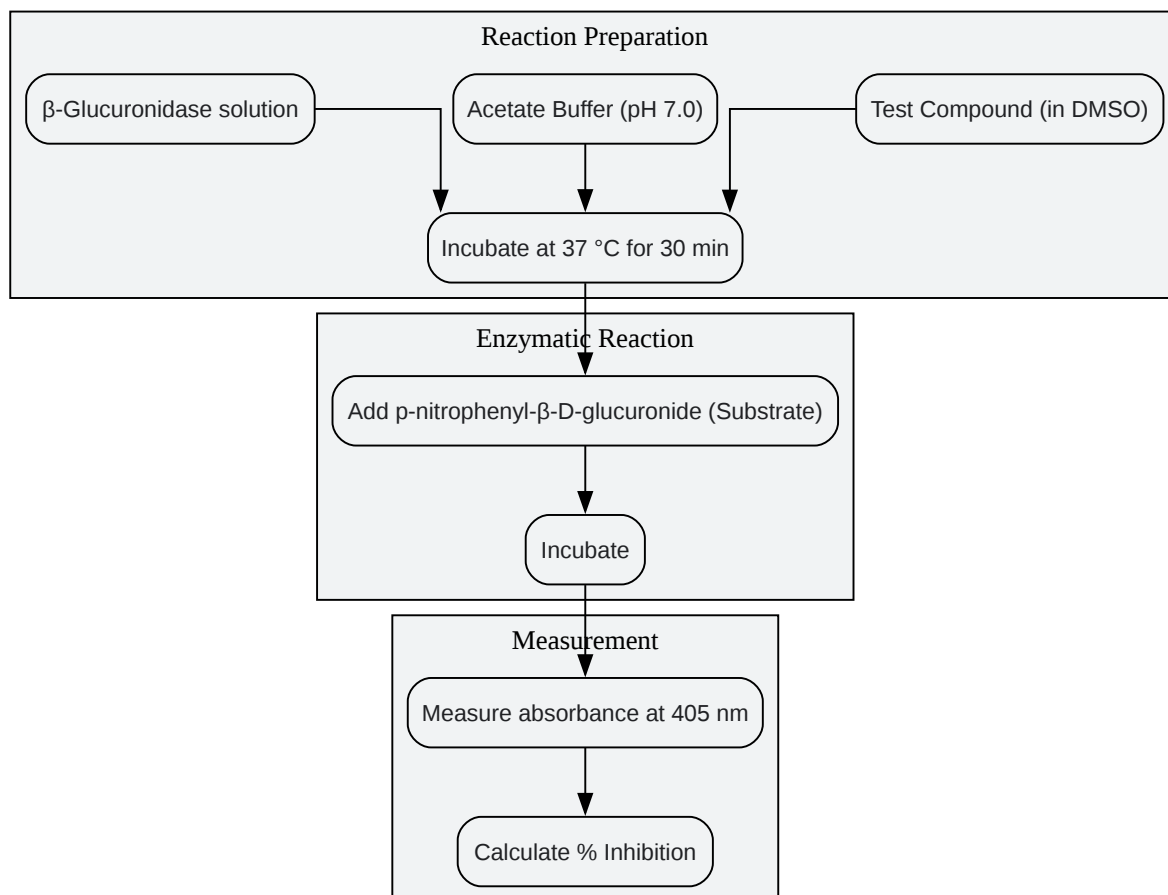 Reaction Preparation
β-Glucuronidase solution
Acetate Buffer (pH 7.0)
Test Compound (in DMSO)
Incubate at 37 °C for 30 min
Enzymatic Reaction
Add p-nitrophenyl-β-D-glucuronide (Substrate)
Incubate
Measurement
Measure absorbance at 405 nm
Calculate % Inhibition